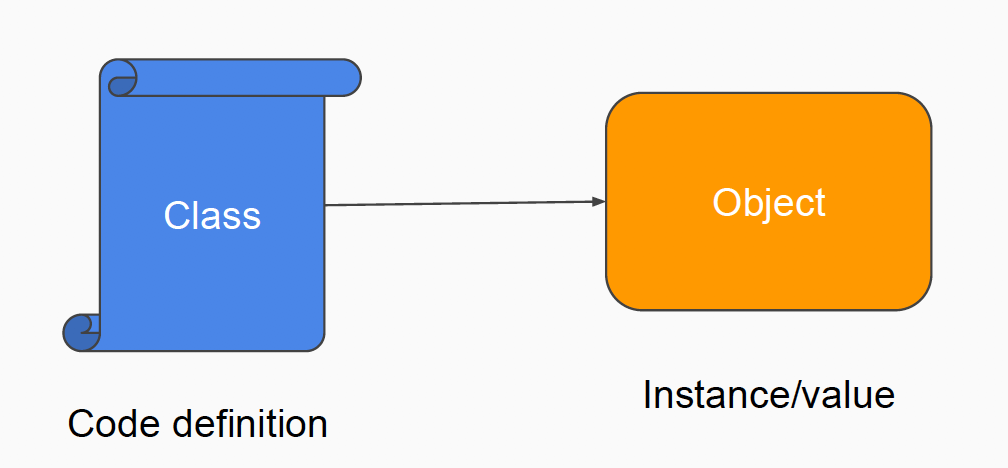 Class
Object
Code definition
Instance/value